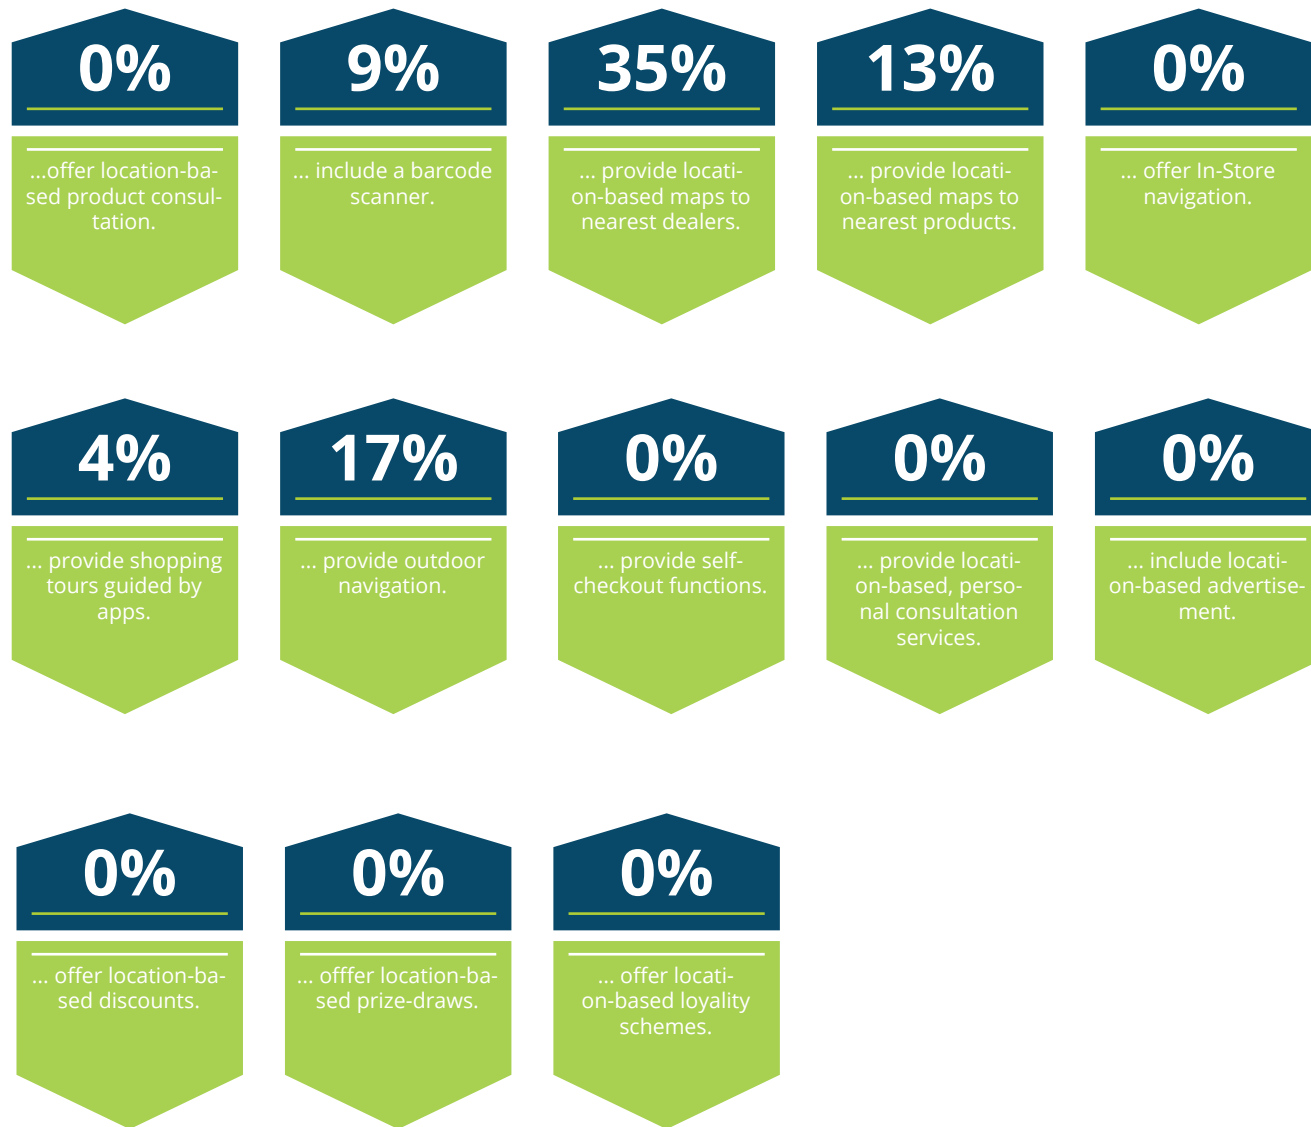 0%
...offer location-ba-
sed product consul-
tation.
9%
... include a barcode
scanner.
35%
... provide locati-
on-based maps to
nearest dealers.
13%
... provide locati-
on-based maps to
nearest products.
0%
... offer In-Store
navigation.
4%
... provide shopping
tours guided by
apps.
17%
... provide outdoor
navigation.
0%
... provide self-
checkout functions.
0%
... provide locati-
on-based, perso-
nal consultation
services.
0%
... include locati-
on-based advertise-
ment.
0%
... offer location-ba-
sed discounts.
0%
... offfer location-ba-
sed prize-draws.
0%
... offer locati-
on-based loyality
schemes.